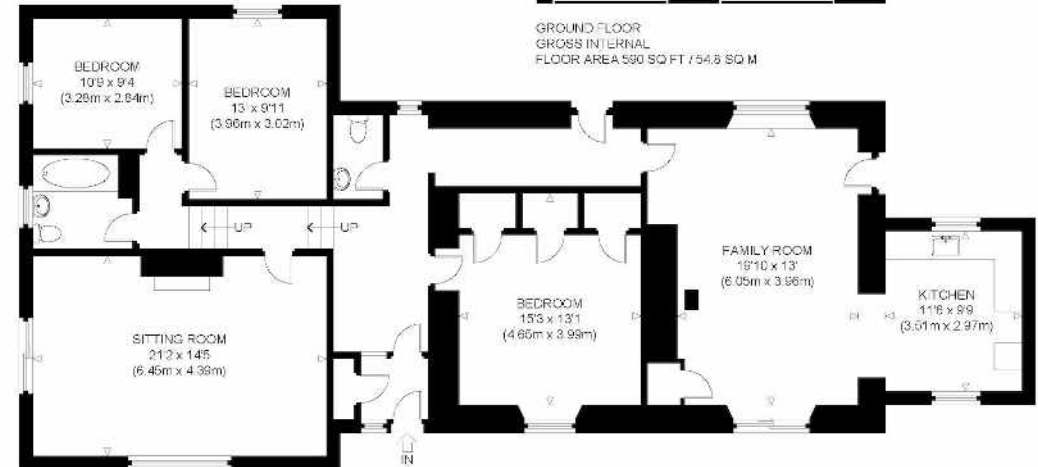 GROUND FLOOR
GROSS INTERNAL
FLOOR AREA 590 SQ FT / 54.8 SQ M
BEDROOM
10'9 x 9'4
(3.28m x 2.84m)
BEDROOM
13' x 9'11
(3.96m x 3.02m)
UP
UP
SITTING ROOM
21'2 x 14'5
(6.45m x 4.39m)
BEDROOM
15'3 x 13'1
(4.65m x 3.99m)
FAMILY ROOM
19'10 x 13'
(6.05m x 3.96m)
KITCHEN
11'6 x 9'9
(3.51m x 2.97m)
IN